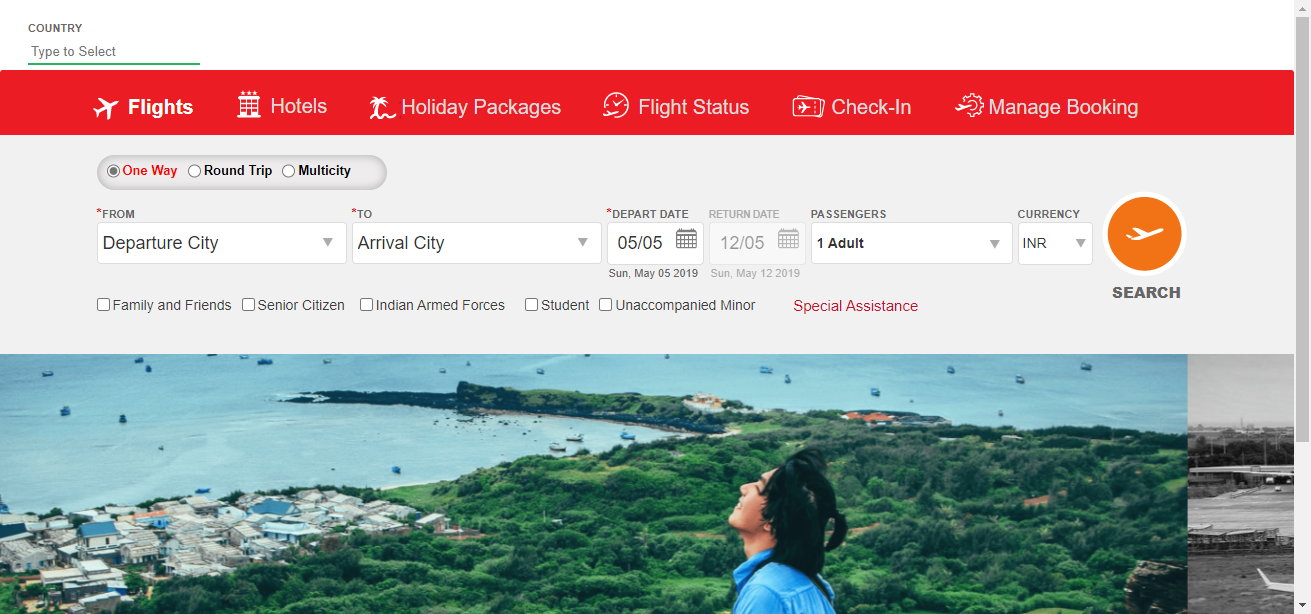 COUNTRY
Type to Select
Flights Hotels Holiday Packages Flight Status Check-In Manage Booking
One Way Round Trip Multicity
*FROM *TO *DEPART DATE RETURN DATE PASSENGERS CURRENCY
Departure City Arrival City 05/05 12/05 1 Adult INR
Sun, May 05 2019 Sun, May 12 2019
SEARCH
Family and Friends Senior Citizen Indian Armed Forces Student Unaccompanied Minor Special Assistance